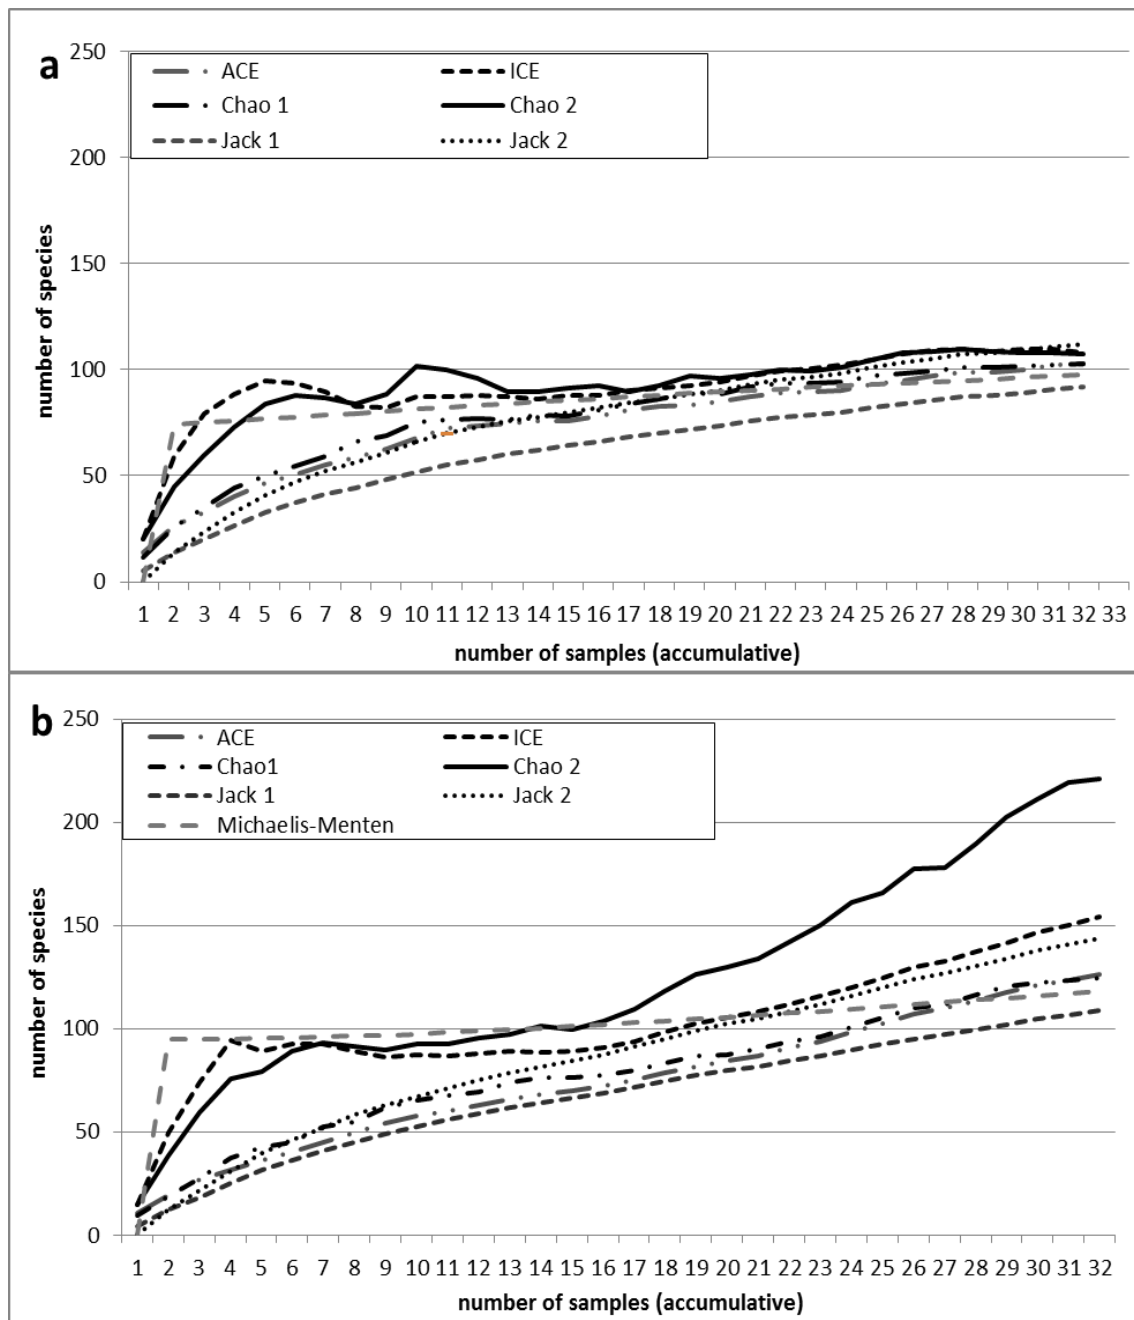 a
250
200
150
100
50
0
number of species
ACE ICE
Chao 1 Chao 2
Jack 1 Jack 2
1 2 3 4 5 6 7 8 9 10 11 12 13 14 15 16 17 18 19 20 21 22 23 24 25 26 27 28 29 30 31 32 33
number of samples (accumulative)
b
250
200
150
100
50
0
number of species
ACE ICE
Chao1 Chao 2
Jack 1 Jack 2
Michaelis-Menten
1 2 3 4 5 6 7 8 9 10 11 12 13 14 15 16 17 18 19 20 21 22 23 24 25 26 27 28 29 30 31 32
number of samples (accumulative)